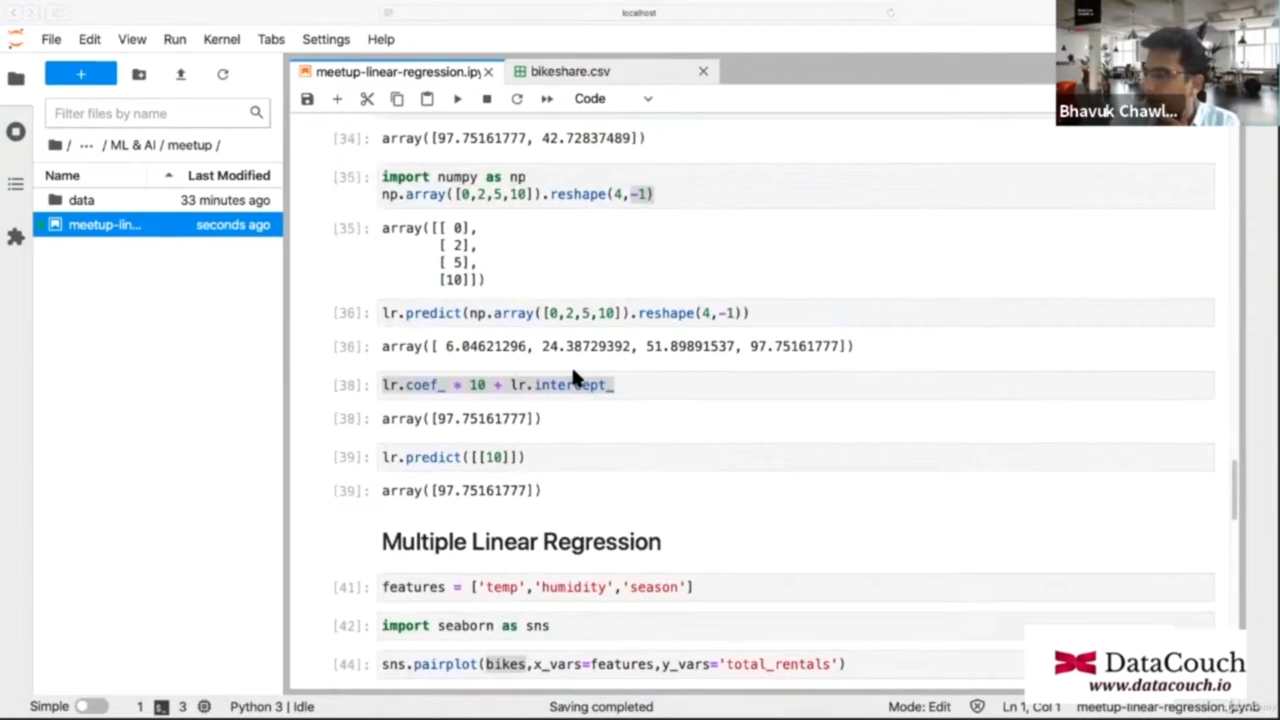 localhost
File Edit View Run Kernel Tabs Settings Help
meetup-linear-regression.ipy
bikeshare.csv
Code
Filter files by name
/ ... / ML & AI / meetup /
Name Last Modified
data 33 minutes ago
meetup-lin... seconds ago
Bhavuk Chawl...
[34]: array([97.75161777, 42.72837489])
[35]: import numpy as np
np.array([0,2,5,10]).reshape(4,-1)
[35]: array([[ 0],
[ 2],
[ 5],
[10]])
[36]: lr.predict(np.array([0,2,5,10]).reshape(4,-1))
[36]: array([ 6.04621296, 24.38729392, 51.89891537, 97.75161777])
[38]: lr.coef_ * 10 + lr.intercept_
[38]: array([97.75161777])
[39]: lr.predict([[10]])
[39]: array([97.75161777])
Multiple Linear Regression
[41]: features = ['temp','humidity','season']
[42]: import seaborn as sns
[44]: sns.pairplot(bikes,x_vars=features,y_vars='total_rentals')
DataCouch
www.datacouch.io
Simple 1 3 Python 3 | Idle Saving completed Mode: Edit Ln 1, Col 1 meetup-linear-regression.ipynb